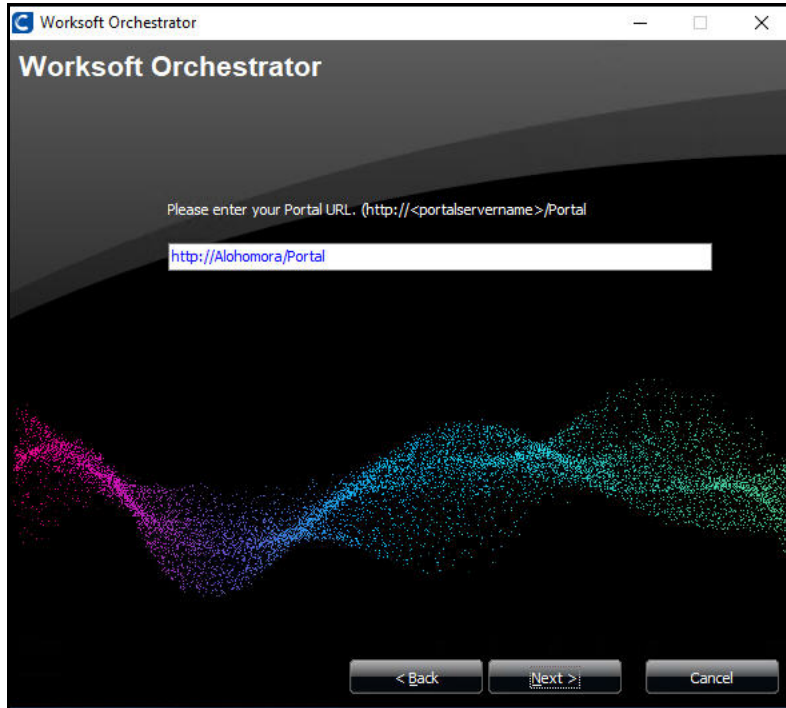 Worksoft Orchestrator
Worksoft Orchestrator
Please enter your Portal URL. (http://<portalservername>/Portal
http://Alohomora/Portal
< Back Next > Cancel